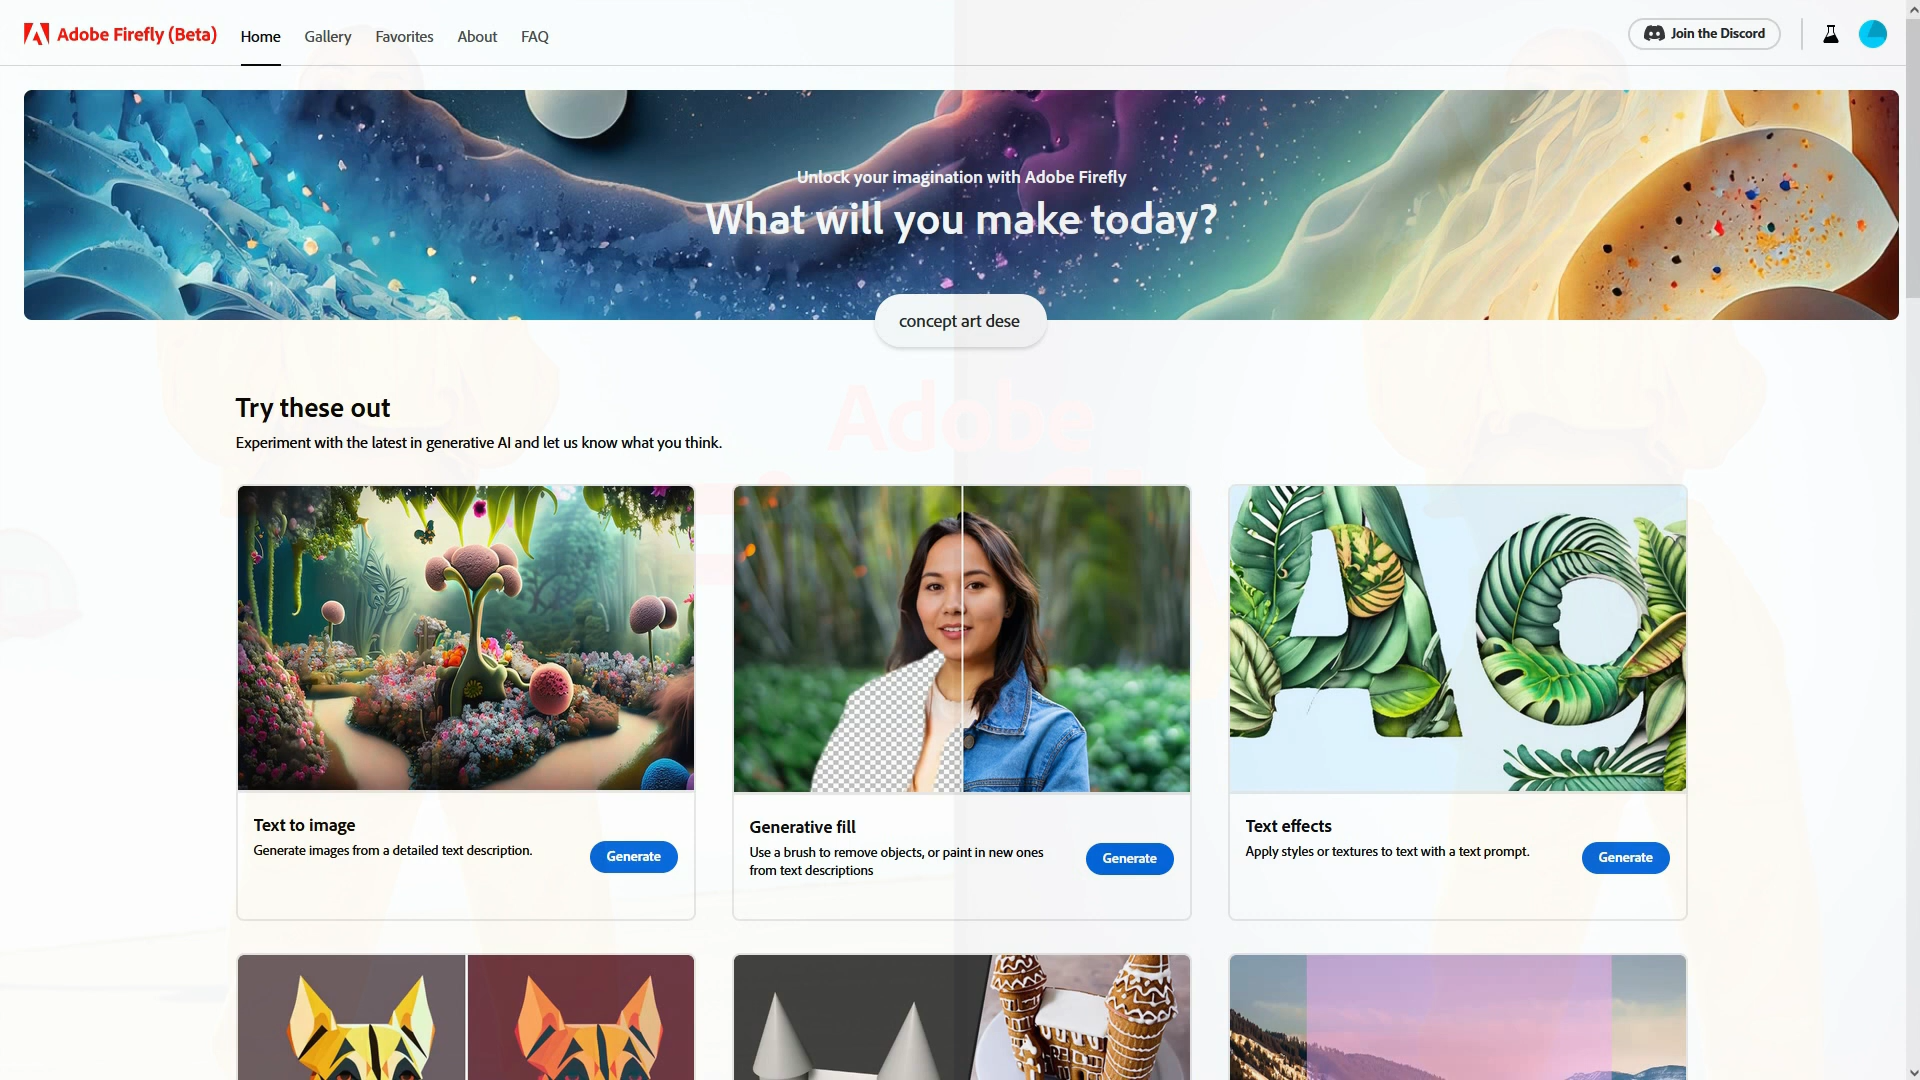 Adobe Firefly (Beta)
Home
Gallery
Favorites
About
FAQ
Join the Discord
Unlock your imagination with Adobe Firefly
What will you make today?
concept art dese
Try these out
Experiment with the latest in generative AI and let us know what you think.
Adobe
Ag
Text to image
Generate images from a detailed text description.
Generate
Generative fill
Use a brush to remove objects, or paint in new ones
from text descriptions
Generate
Text effects
Apply styles or textures to text with a text prompt.
Generate